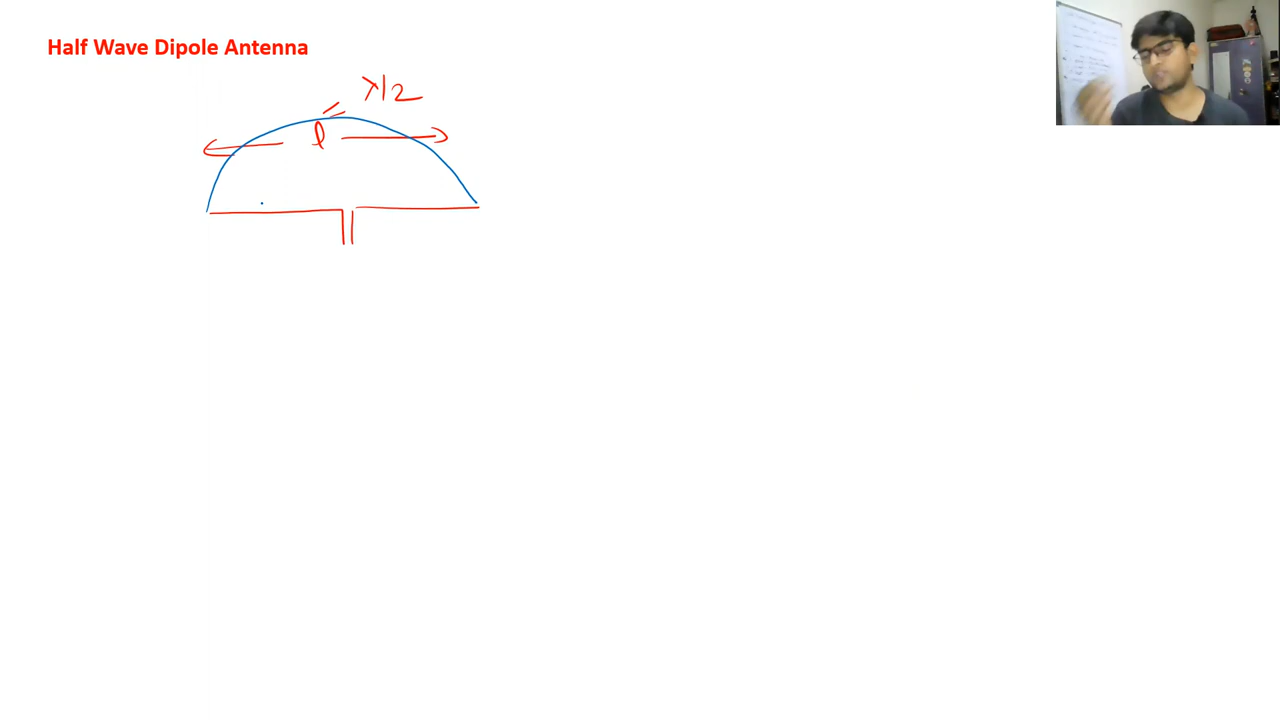 Half Wave Dipole Antenna
l = λ/2